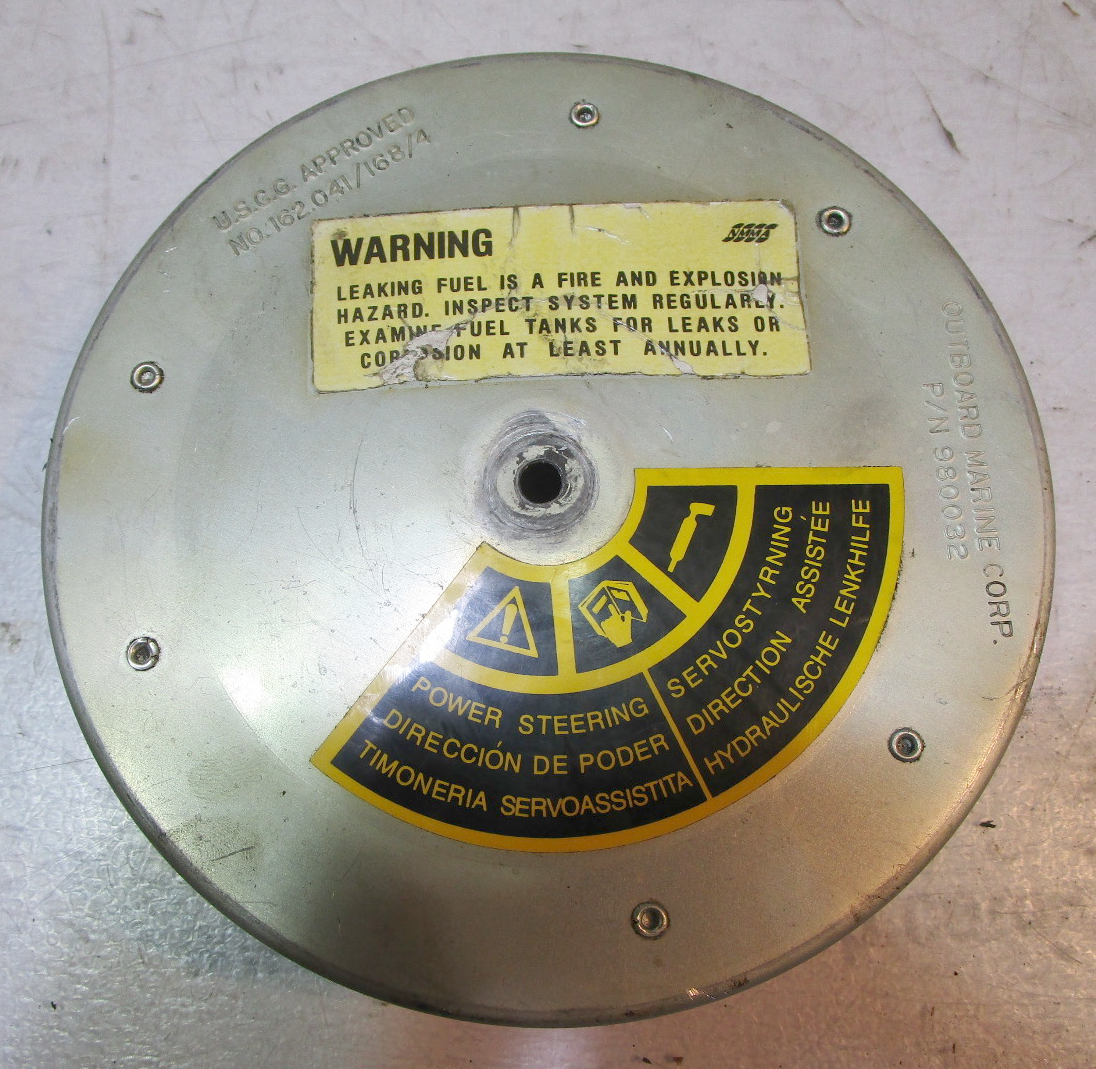 U.S.C.G. APPROVED
NO. 162.041/168/4
WARNING
NMMA
LEAKING FUEL IS A FIRE AND EXPLOSION
HAZARD. INSPECT SYSTEM REGULARLY.
EXAMINE FUEL TANKS FOR LEAKS OR
CORROSION AT LEAST ANNUALLY.
OUTBOARD MARINE CORP.
P/N 980032
POWER STEERING
DIRECCIÓN DE PODER
TIMONERIA SERVOASSISTITA
SERVOSTYRNING
DIRECTION ASSISTÉE
HYDRAULISCHE LENKHILFE